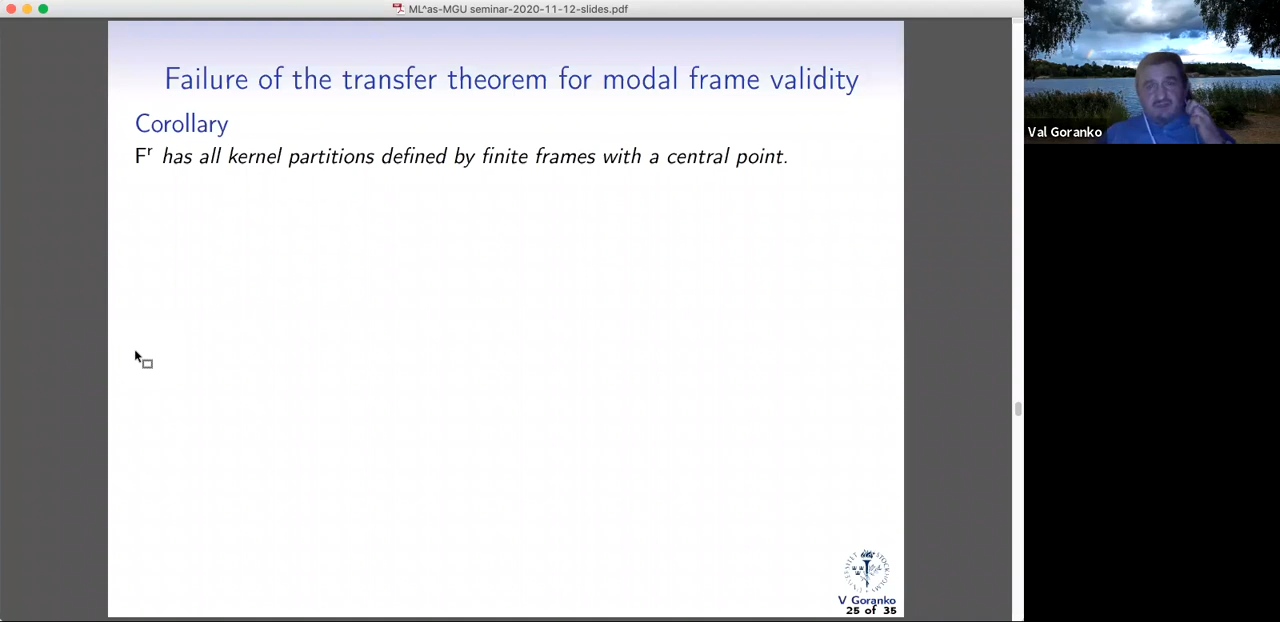 ML^as-MGU seminar-2020-11-12-slides.pdf
Failure of the transfer theorem for modal frame validity
Corollary
Fʳ has all kernel partitions defined by finite frames with a central point.
Val Goranko
V Goranko
25 of 35